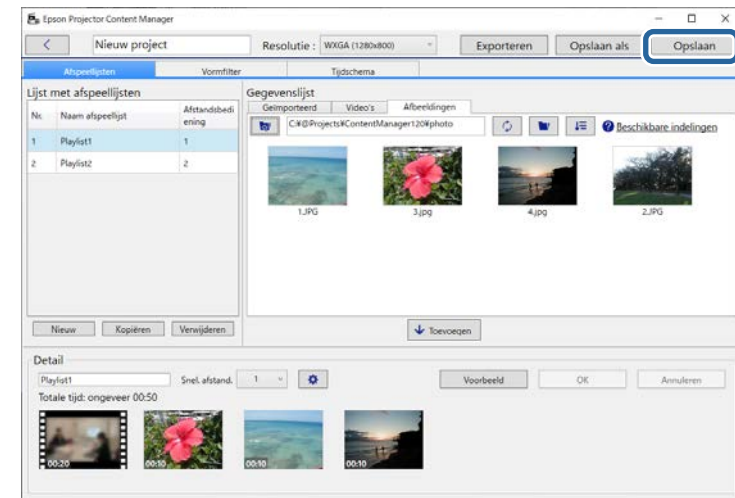 Epson Projector Content Manager
Nieuw project Resolutie : WXGA (1280x800) Exporteren Opslaan als Opslaan
Afspeellijsten Vormfilter Tijdschema
Lijst met afspeellijsten
Nr. Naam afspeellijst Afstandsbedi
ening
1 Playlist1 1
2 Playlist2 2
Nieuw Kopiëren Verwijderen
Gegevenslijst
Geïmporteerd Video's Afbeeldingen
C:¥@Projects¥ContentManager120¥photo Beschikbare indelingen
1.JPG 3.jpg 4.jpg 2.JPG
Toevoegen
Detail
Playlist1 Snel. afstand. 1 Voorbeeld OK Annuleren
Totale tijd: ongeveer 00:50
00:20 00:10 00:10 00:10